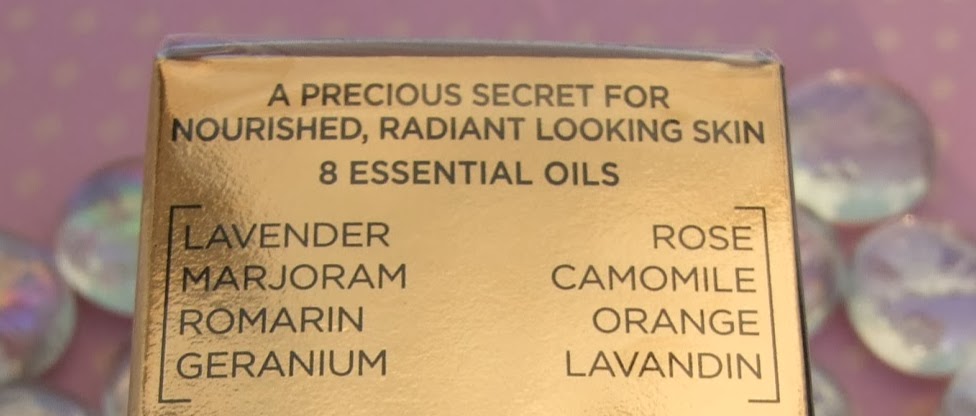 A PRECIOUS SECRET FOR
NOURISHED, RADIANT LOOKING SKIN
8 ESSENTIAL OILS
LAVENDER
MARJORAM
ROMARIN
GERANIUM
ROSE
CAMOMILE
ORANGE
LAVANDIN